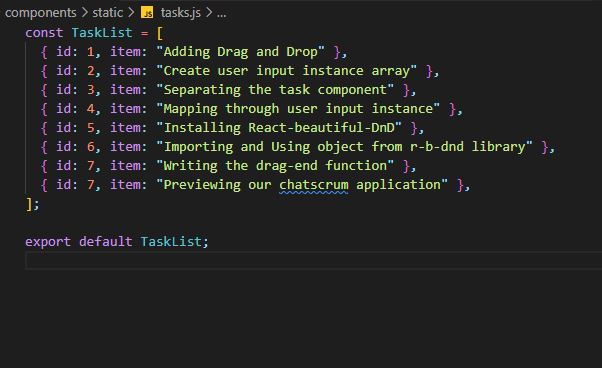 components > static > JS tasks.js > ...
const TaskList = [
{ id: 1, item: "Adding Drag and Drop" },
{ id: 2, item: "Create user input instance array" },
{ id: 3, item: "Separating the task component" },
{ id: 4, item: "Mapping through user input instance" },
{ id: 5, item: "Installing React-beautiful-DnD" },
{ id: 6, item: "Importing and Using object from r-b-dnd library" },
{ id: 7, item: "Writing the drag-end function" },
{ id: 7, item: "Previewing our chatscrum application" },
];
export default TaskList;